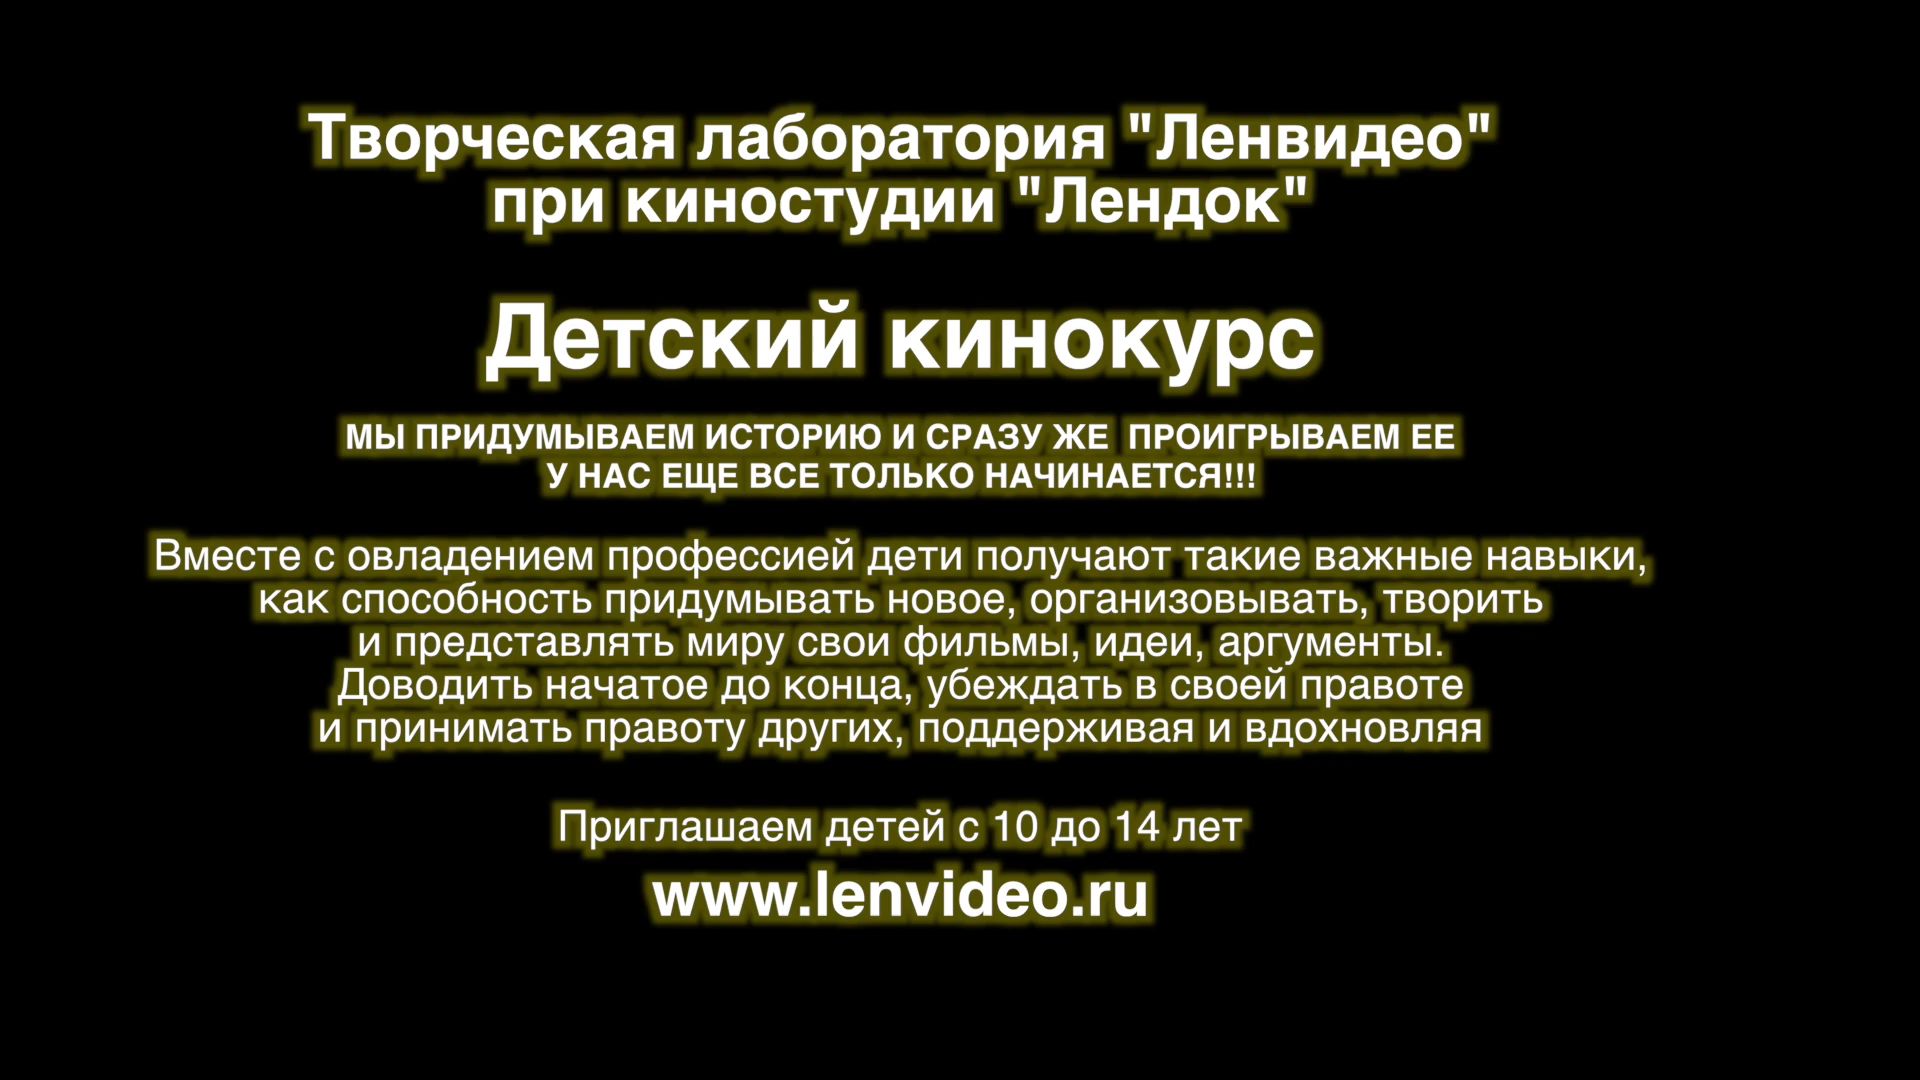 Творческая лаборатория "Ленвидео"
при киностудии "Лендок"
Детский кинокурс
МЫ ПРИДУМЫВАЕМ ИСТОРИЮ И СРАЗУ ЖЕ  ПРОИГРЫВАЕМ ЕЕ
У НАС ЕЩЕ ВСЕ ТОЛЬКО НАЧИНАЕТСЯ!!!
Вместе с овладением профессией дети получают такие важные навыки,
как способность придумывать новое, организовывать, творить
и представлять миру свои фильмы, идеи, аргументы.
Доводить начатое до конца, убеждать в своей правоте
и принимать правоту других, поддерживая и вдохновляя
Приглашаем детей с 10 до 14 лет
www.lenvideo.ru